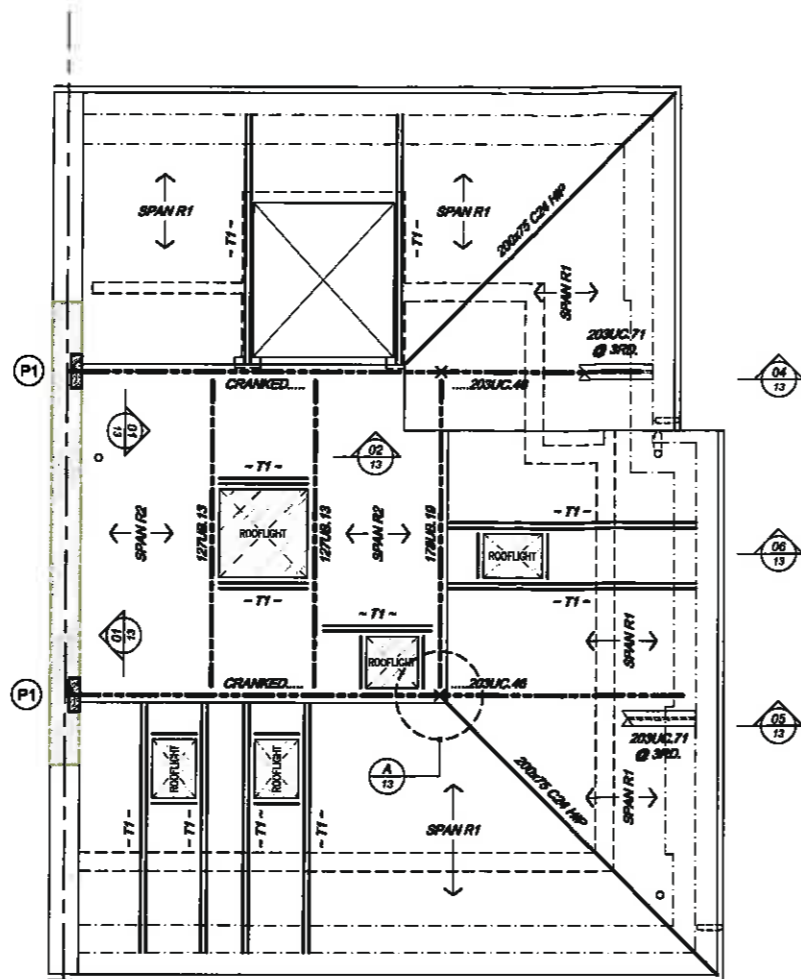 SPAN R1
SPAN R1
~ T1 ~
~ T1 ~
200x75 C24 HIP
SPAN R1
203UC.71
@ 3RD.
P1
CRANKED.....
.....203UC.46
04
13
01
13
02
13
~ T1 ~
SPAN R2
127UB.13
ROOFLIGHT
127UB.13
SPAN R2
178UB.19
~ T1 ~
ROOFLIGHT
06
13
~ T1 ~
~ T1 ~
~ T1 ~
01
13
ROOFLIGHT
SPAN R1
P1
CRANKED.....
.....203UC.46
203UC.71
@ 3RD.
05
13
ROOFLIGHT
ROOFLIGHT
A
13
200x75 C24 HIP
SPAN R1
~ T1 ~
~ T1 ~
~ T1 ~
~ T1 ~
SPAN R1